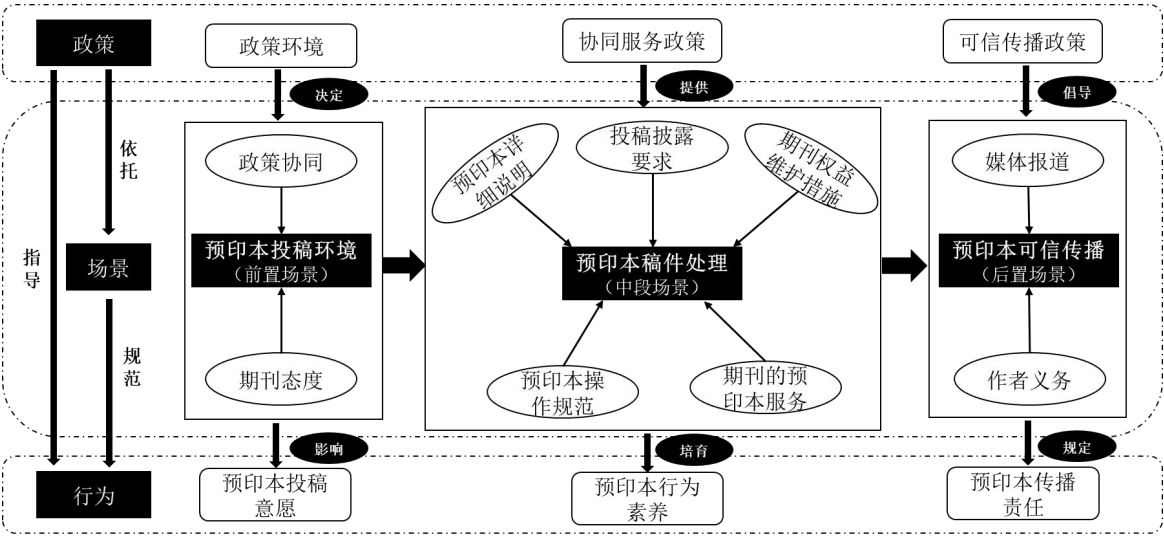 政策
政策环境
协同服务政策
可信传播政策
决定
提供
倡导
依托
指导
场景
规范
政策协同
预印本投稿环境
（前置场景）
期刊态度
预印本详
细说明
投稿披露
要求
期刊权益
维护措施
预印本稿件处理
（中段场景）
预印本操
作规范
期刊的预
印本服务
媒体报道
预印本可信传播
（后置场景）
作者义务
影响
培育
规定
行为
预印本投稿
意愿
预印本行为
素养
预印本传播
责任